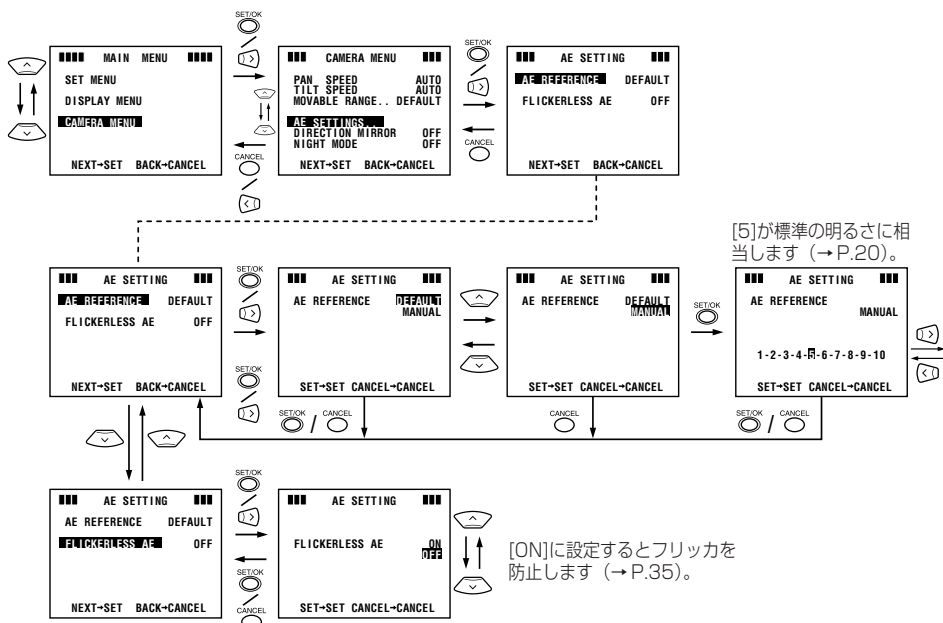 SET/OK
MAIN MENU
SET MENU
DISPLAY MENU
CAMERA MENU
NEXT→SET BACK→CANCEL
CANCEL
CAMERA MENU
PAN SPEED AUTO
TILT SPEED AUTO
MOVABLE RANGE.. DEFAULT
AE SETTINGS..
DIRECTION MIRROR OFF
NIGHT MODE OFF
NEXT→SET BACK→CANCEL
SET/OK
CANCEL
AE SETTING
AE REFERENCE DEFAULT
FLICKERLESS AE OFF
NEXT→SET BACK→CANCEL
[5]が標準の明るさに相
当します（→P.20）。
AE SETTING
AE REFERENCE DEFAULT
FLICKERLESS AE OFF
NEXT→SET BACK→CANCEL
SET/OK
SET/OK
AE SETTING
AE REFERENCE DEFAULT
MANUAL
SET→SET CANCEL→CANCEL
SET/OK / CANCEL
AE SETTING
AE REFERENCE DEFAULT
MANUAL
SET→SET CANCEL→CANCEL
CANCEL
SET/OK
AE SETTING
AE REFERENCE
MANUAL
1-2-3-4-5-6-7-8-9-10
SET→SET CANCEL→CANCEL
SET/OK / CANCEL
AE SETTING
AE REFERENCE DEFAULT
FLICKERLESS AE OFF
NEXT→SET BACK→CANCEL
SET/OK
SET/OK
CANCEL
AE SETTING
FLICKERLESS AE ON
OFF
SET→SET CANCEL→CANCEL
[ON]に設定するとフリッカを
防止します（→P.35）。